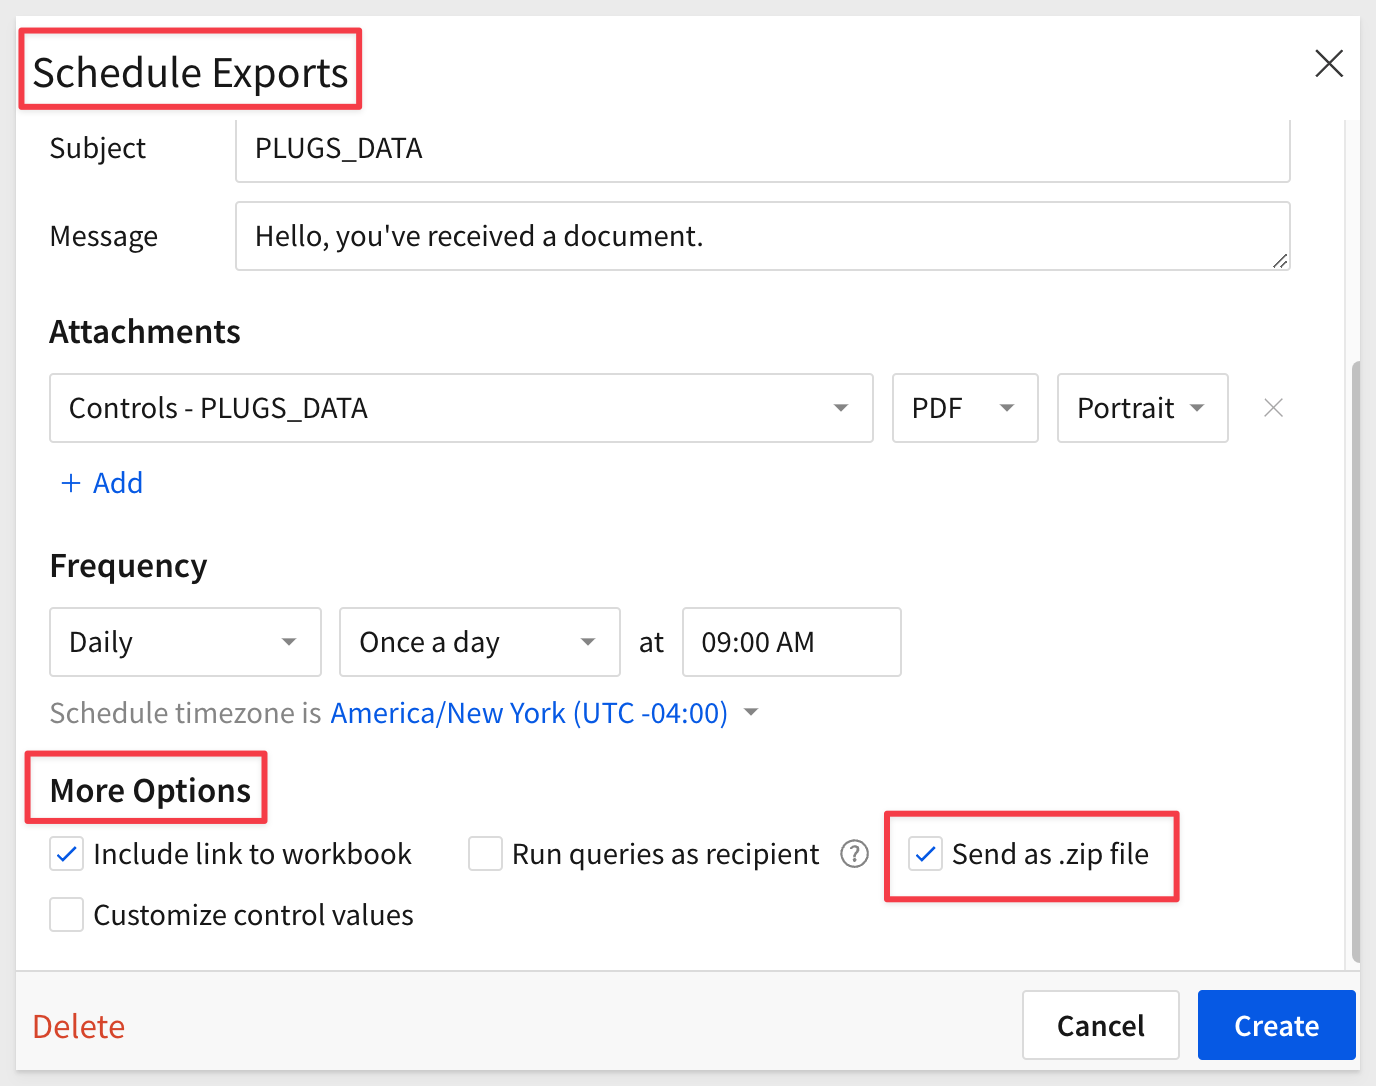 Schedule Exports
Subject PLUGS_DATA
Message Hello, you've received a document.
Attachments
Controls - PLUGS_DATA PDF Portrait
+ Add
Frequency
Daily Once a day at 09:00 AM
Schedule timezone is America/New York (UTC -04:00)
More Options
Include link to workbook Run queries as recipient ? Send as .zip file
Customize control values
Delete Cancel Create